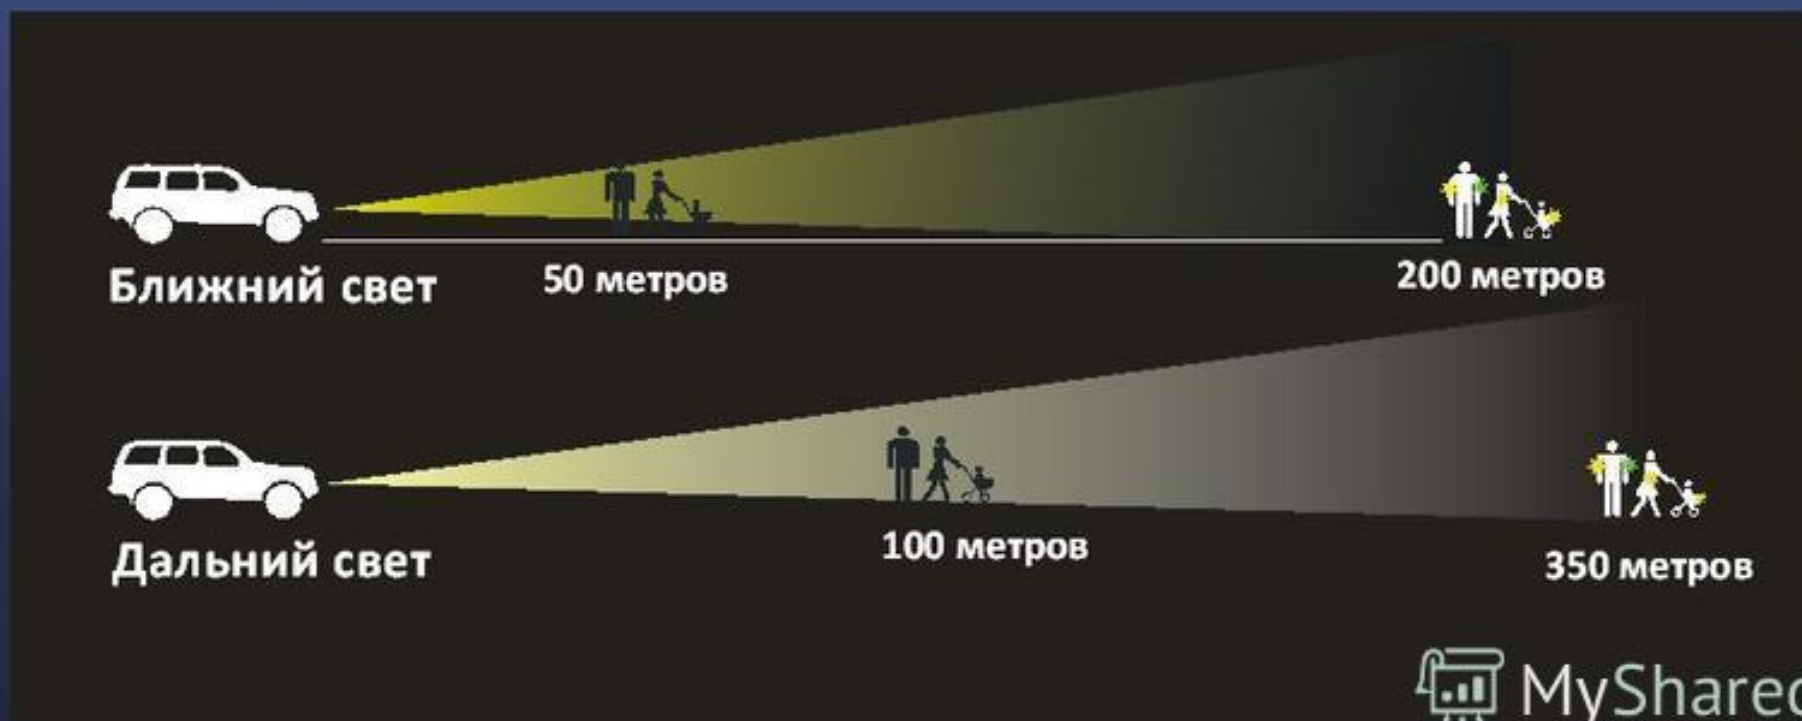 Ближний свет
50 метров
200 метров
Дальний свет
100 метров
350 метров
MyShared